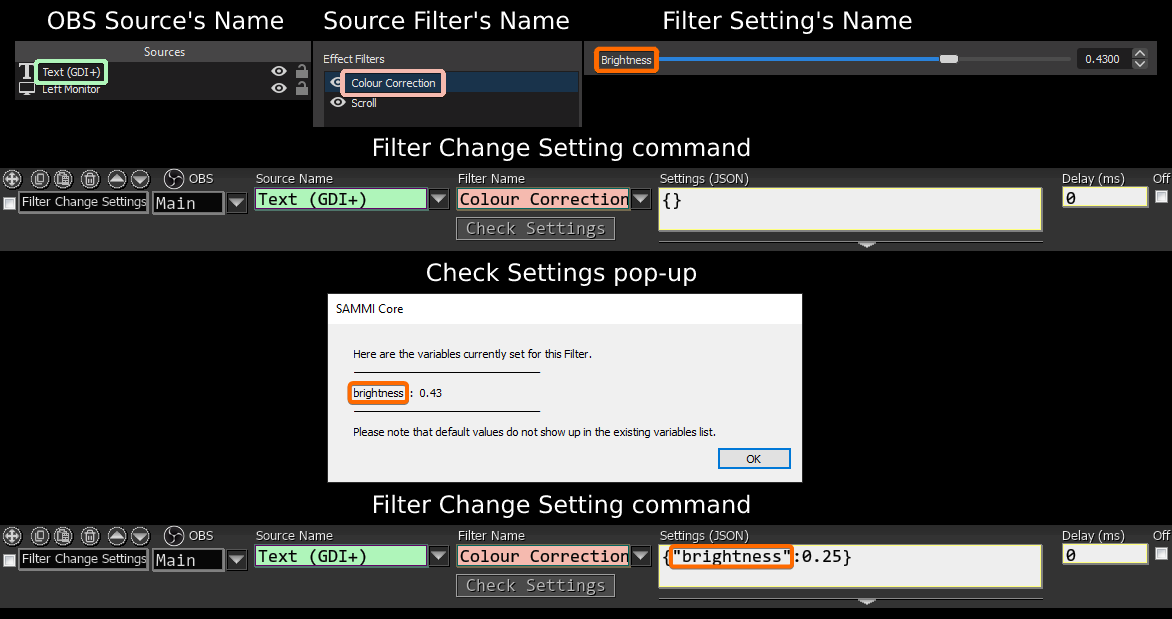 OBS Source's Name
Source Filter's Name
Filter Setting's Name
Sources
Text (GDI+)
Left Monitor
Effect Filters
Colour Correction
Scroll
Brightness
0.4300
Filter Change Setting command
OBS
Source Name
Filter Name
Settings (JSON)
Delay (ms)
Off
Filter Change Settings
Main
Text (GDI+)
Colour Correction
{}
0
Check Settings
Check Settings pop-up
SAMMI Core
Here are the variables currently set for this Filter.
brightness : 0.43
Please note that default values do not show up in the existing variables list.
OK
Filter Change Setting command
OBS
Source Name
Filter Name
Settings (JSON)
Delay (ms)
Off
Filter Change Settings
Main
Text (GDI+)
Colour Correction
{"brightness":0.25}
0
Check Settings